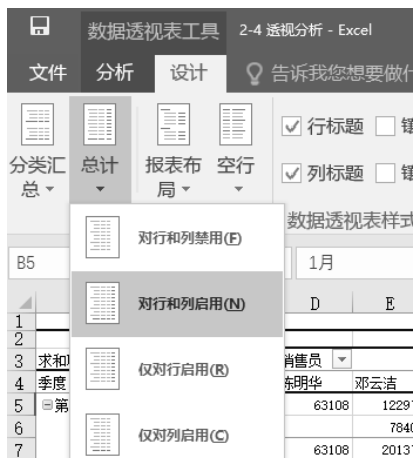 数据透视表工具 2-4 透视分析 - Excel
文件 分析 设计 告诉我您想要做什
分类汇总 总计 报表布局 空行
行标题
列标题
数据透视表样式
对行和列禁用(F)
对行和列启用(N)
仅对行启用(R)
仅对列启用(C)
B5 1月
D E
1
2
3 求和 销售员
4 季度 陈明华 邓云洁
5 第 63108 12297
6 7840
7 63108 20137